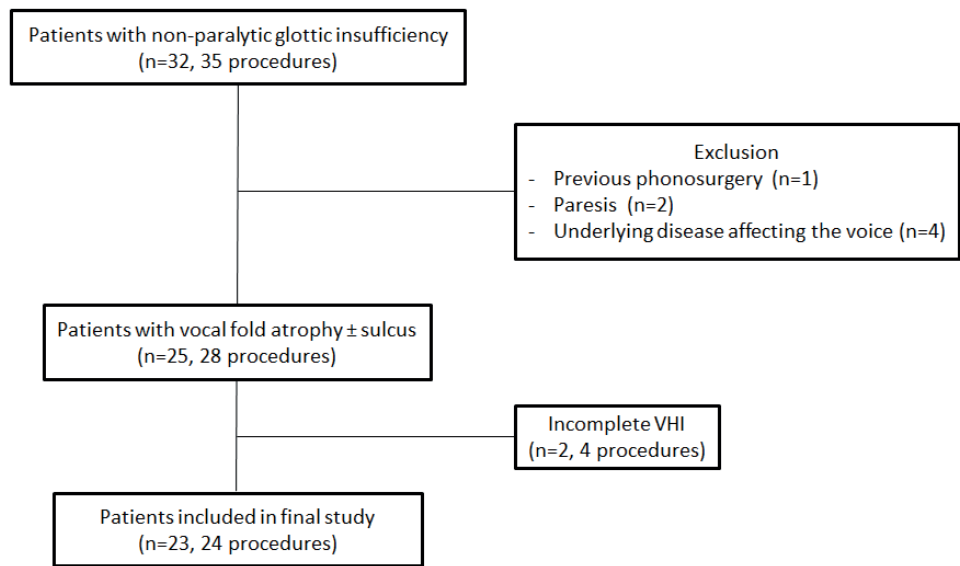 Patients with non-paralytic glottic insufficiency
(n=32, 35 procedures)
Exclusion
- Previous phonosurgery (n=1)
- Paresis (n=2)
- Underlying disease affecting the voice (n=4)
Patients with vocal fold atrophy ± sulcus
(n=25, 28 procedures)
Incomplete VHI
(n=2, 4 procedures)
Patients included in final study
(n=23, 24 procedures)